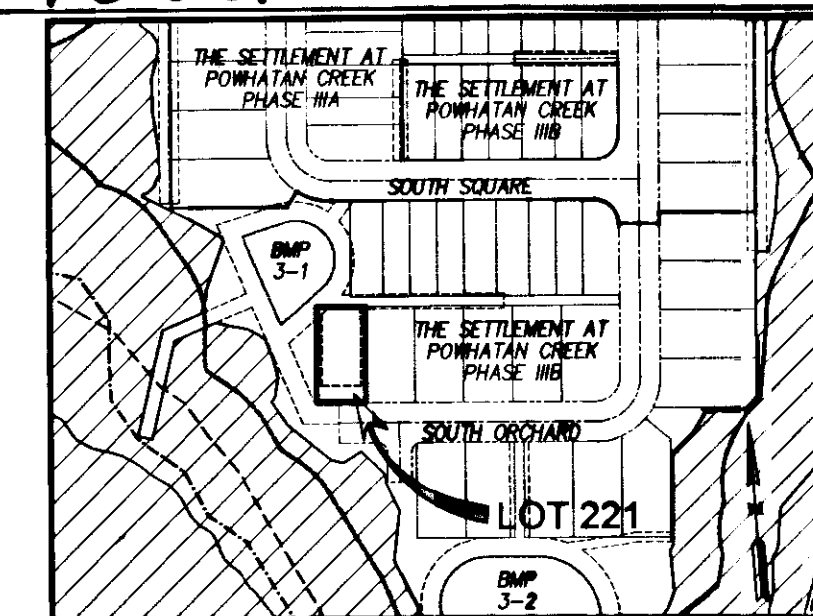 THE SETTLEMENT AT
POWHATAN CREEK
PHASE IIIA
THE SETTLEMENT AT
POWHATAN CREEK
PHASE IIIB
SOUTH SQUARE
BMP
3-1
THE SETTLEMENT AT
POWHATAN CREEK
PHASE IIIB
SOUTH ORCHARD
LOT 221
BMP
3-2